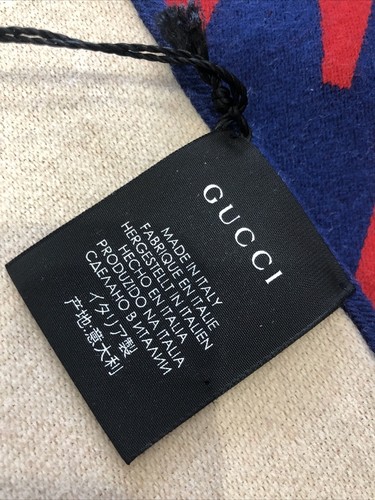 GUCCI
MADE IN ITALY
FABRIQUE EN ITALIE
HERGESTELLT IN ITALIEN
HECHO EN ITALIA
PRODUZIDO NA ITALIA
СДЕЛАНО В ИТАЛИИ
イタリア製
产地:意大利